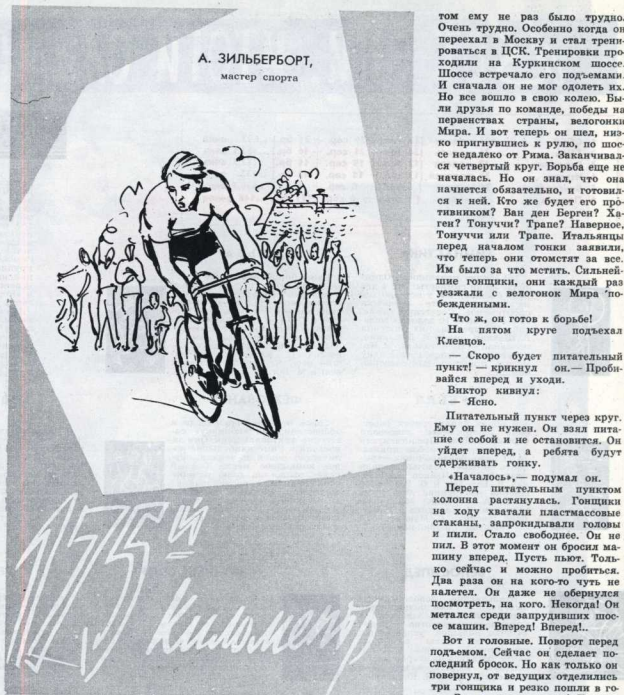 А. ЗИЛЬБЕРБОРТ,
мастер спорта
175й
Километр
том ему не раз было трудно.
Очень трудно. Особенно когда он
переехал в Москву и стал трени-
роваться в ЦСК. Тренировки про-
ходили на Куркинском шоссе.
Шоссе встречало его подъемами.
И сначала он не мог одолеть их.
Но все вошло в свою колею. Бы-
ли друзья по команде, победы на
первенствах страны, велогонки
Мира. И вот теперь он шел, низ-
ко пригнувшись к рулю, по шос-
се недалеко от Рима. Заканчивал-
ся четвертый круг. Борьба еще не
началась. Но он знал, что она
начнется обязательно, и готовил-
ся к ней. Кто же будет его про-
тивником? Ван ден Берген? Ха-
ген? Тонуччи? Трапе? Наверное,
Тонуччи или Трапе. Итальянцы
перед началом гонки заявили,
что теперь они отомстят за все.
Им было за что мстить. Сильней-
шие гонщики, они каждый раз
уезжали с велогонок Мира по-
бежденными.
Что ж, он готов к борьбе!
На пятом круге подъехал
Клевцов.
— Скоро будет питательный
пункт! — крикнул он.— Проби-
вайся вперед и уходи.
Виктор кивнул:
— Ясно.
Питательный пункт через круг.
Ему он не нужен. Он взял пита-
ние с собой и не остановится. Он
уйдет вперед, а ребята будут
сдерживать гонку.
«Началось»,— подумал он.
Перед питательным пунктом
колонна растянулась. Гонщики
на ходу хватали пластмассовые
стаканы, запрокидывали головы
и пили. Стало свободнее. Он не
пил. В этот момент он бросил ма-
шину вперед. Пусть пьют. Толь-
ко сейчас и можно пробиться.
Два раза он на кого-то чуть не
налетел. Он даже не обернулся
посмотреть, на кого. Некогда! Он
метался среди запрудивших шос-
се машин. Вперед! Вперед!..
Вот и головные. Поворот перед
подъемом. Сейчас он сделает по-
следний бросок. Но как только он
повернул, от ведущих отделились
три гонщика и резко пошли в го-